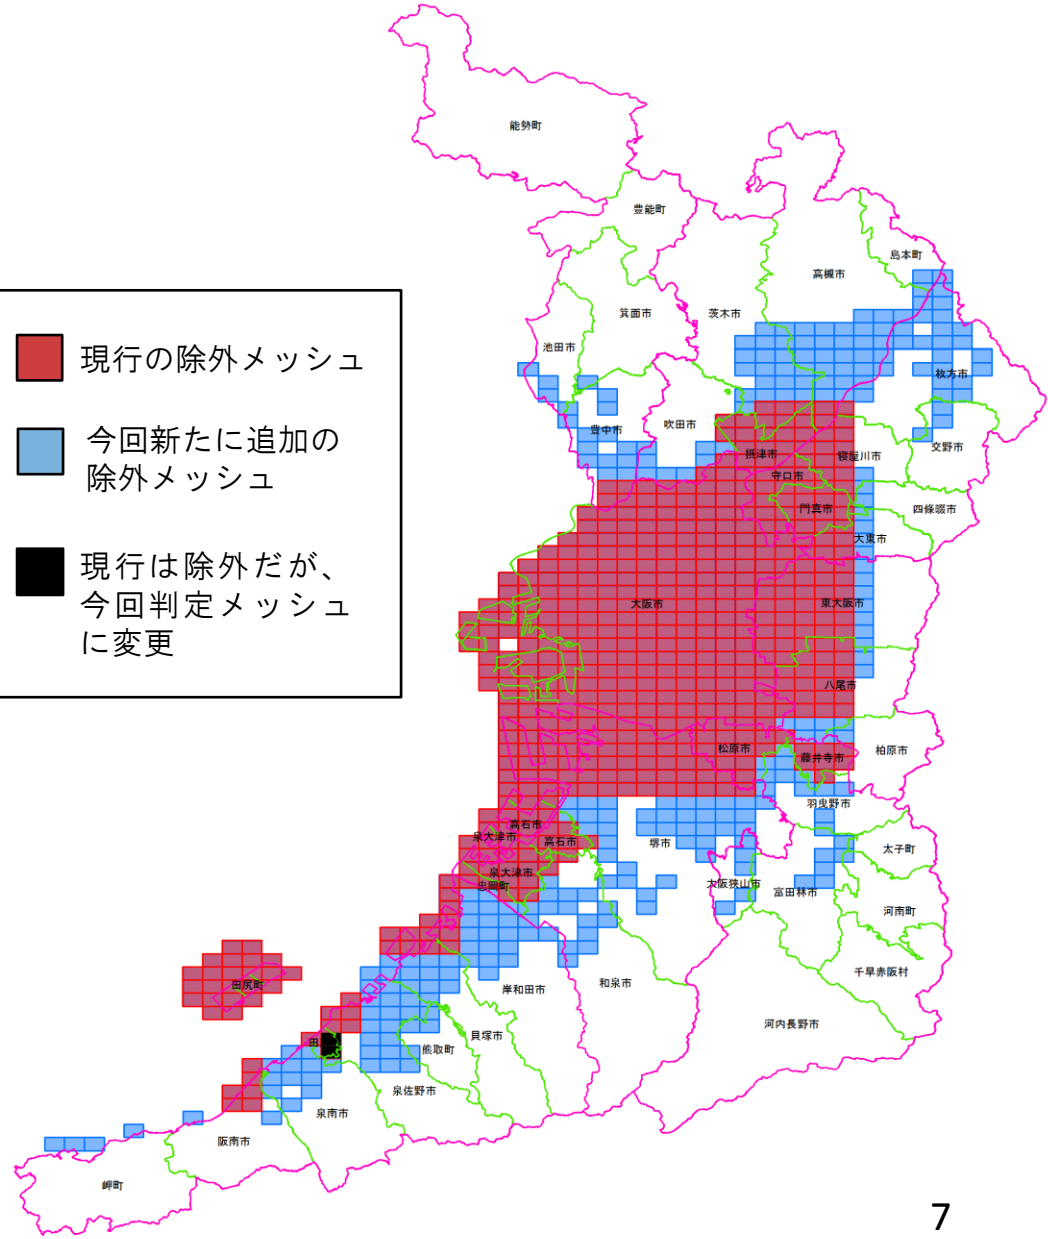 能勢町
豊能町
島本町
高槻市
箕面市
茨木市
池田市
枚方市
豊中市
吹田市
交野市
摂津市
寝屋川市
守口市
門真市
四條畷市
大東市
大阪市
東大阪市
八尾市
松原市
藤井寺市
柏原市
羽曳野市
高石市
泉大津市
高石市
堺市
太子町
泉大津市
忠岡町
大阪狭山市
富田林市
河南町
千早赤阪村
田尻町
岸和田市
和泉市
河内長野市
貝塚市
田
熊取町
泉佐野市
泉南市
阪南市
岬町
現行の除外メッシュ
今回新たに追加の
除外メッシュ
現行は除外だが、
今回判定メッシュ
に変更
7